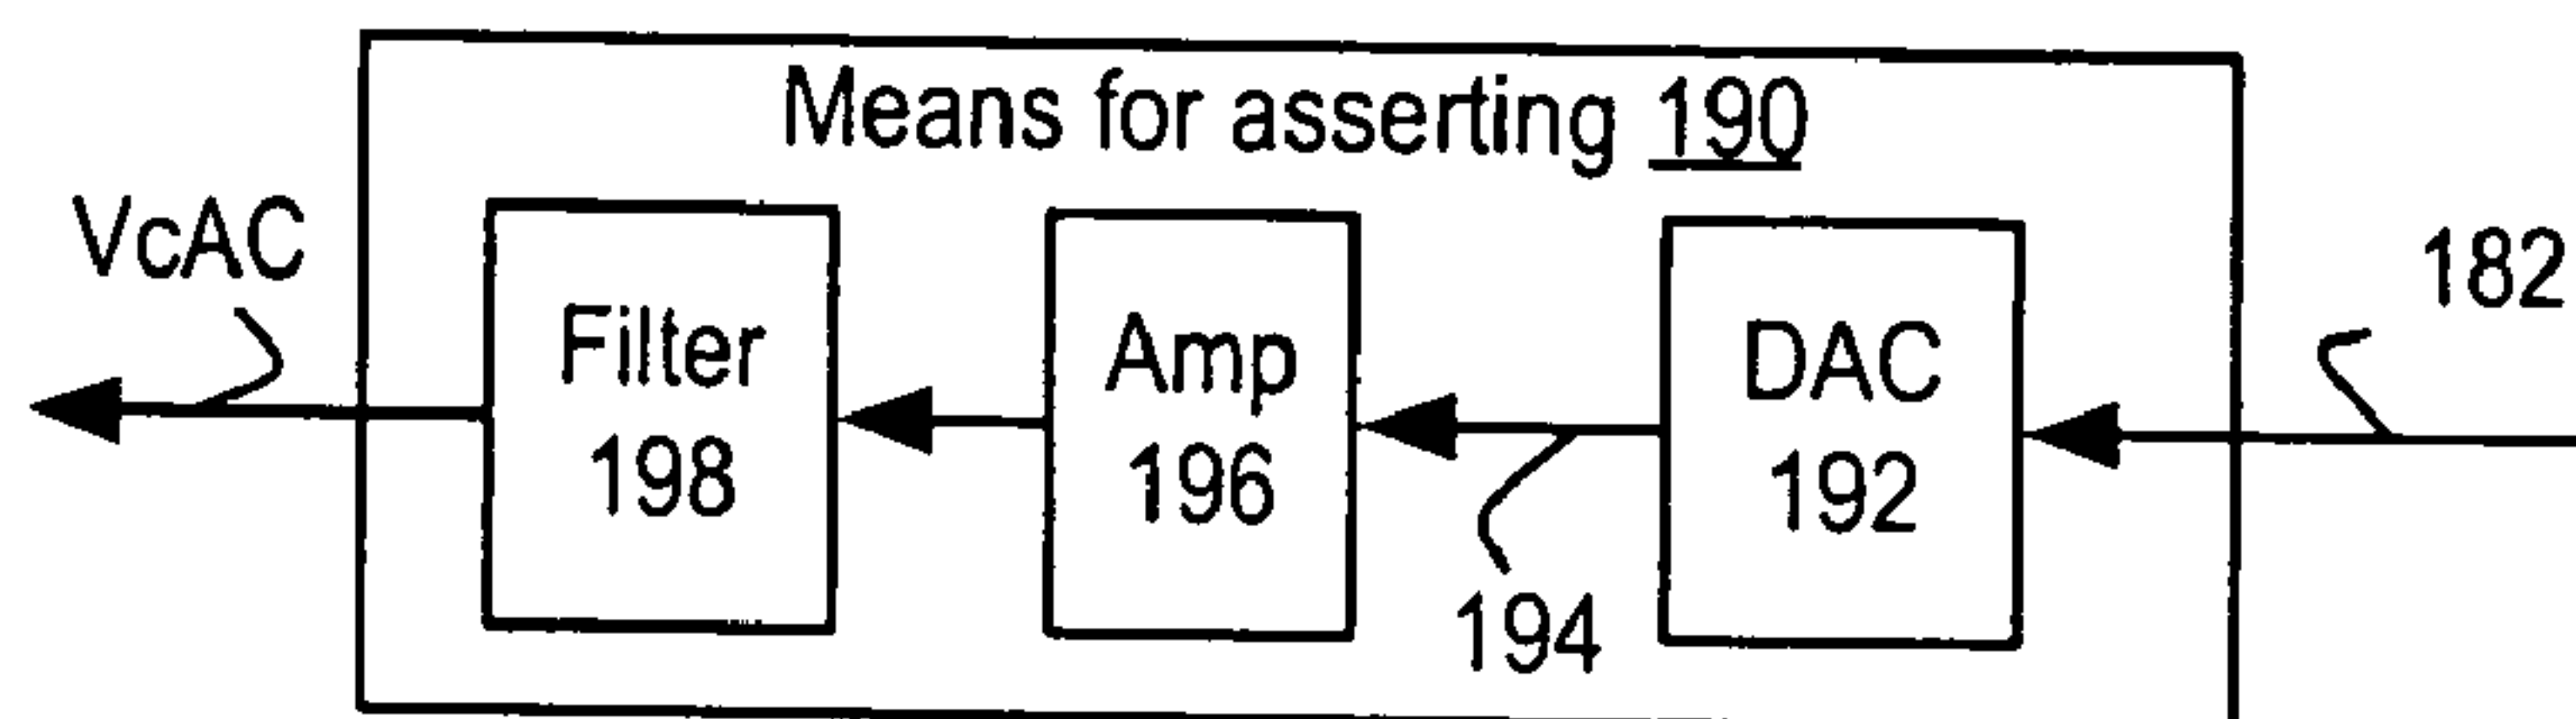 Means for asserting 190
VcAC
182
Filter
198
Amp
196
DAC
192
194